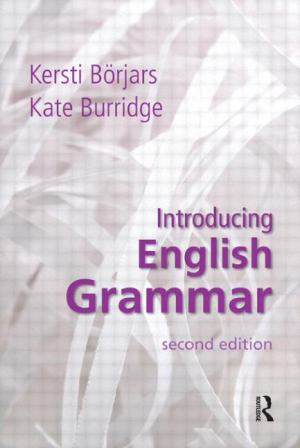 Kersti Börjars
Kate Burridge
Introducing
English
Grammar
second edition
ROUTLEDGE